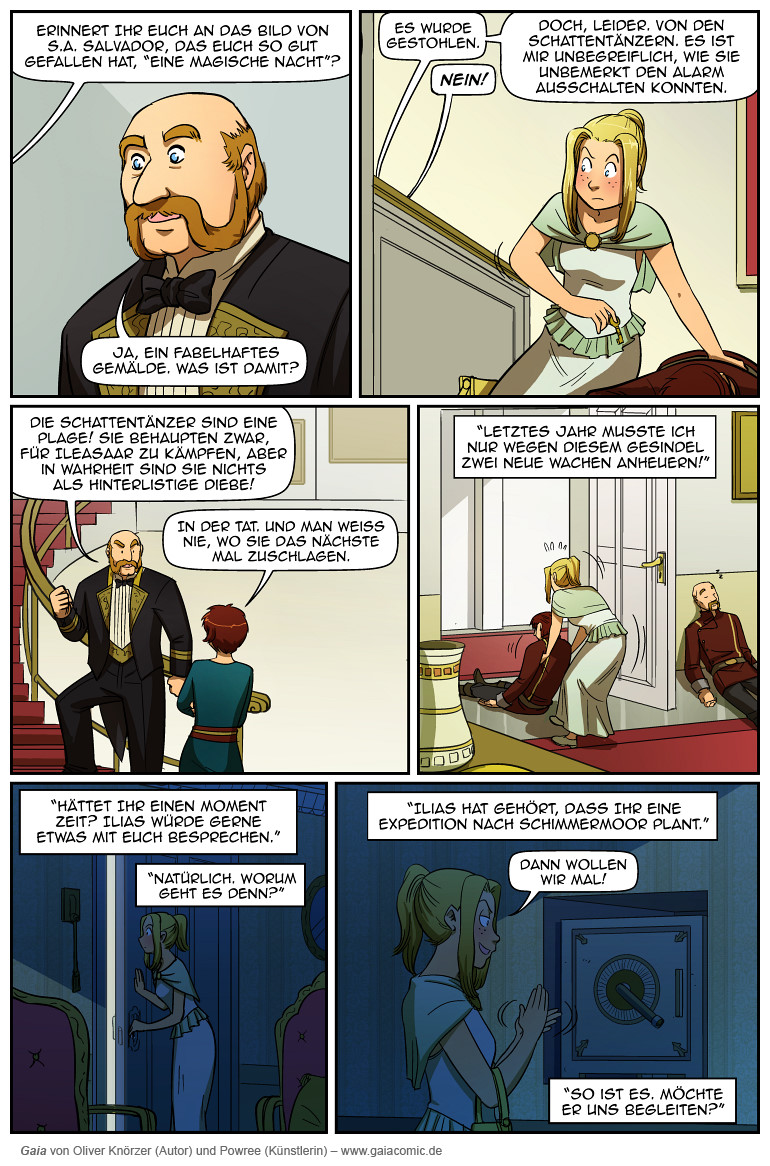 ERINNERT IHR EUCH AN DAS BILD VON
S.A. SALVADOR, DAS EUCH SO GUT
GEFALLEN HAT, "EINE MAGISCHE NACHT"?
JA, EIN FABELHAFTES
GEMÄLDE. WAS IST DAMIT?
ES WURDE
GESTOHLEN.
NEIN!
DOCH, LEIDER. VON DEN
SCHATTENTÄNZERN. ES IST
MIR UNBEGREIFLICH, WIE SIE
UNBEMERKT DEN ALARM
AUSSCHALTEN KONNTEN.
DIE SCHATTENTÄNZER SIND EINE
PLAGE! SIE BEHAUPTEN ZWAR,
FÜR ILEASAAR ZU KÄMPFEN, ABER
IN WAHRHEIT SIND SIE NICHTS
ALS HINTERLISTIGE DIEBE!
IN DER TAT. UND MAN WEISS
NIE, WO SIE DAS NÄCHSTE
MAL ZUSCHLAGEN.
"LETZTES JAHR MUSSTE ICH
NUR WEGEN DIESEM GESINDEL
ZWEI NEUE WACHEN ANHEUERN!"
z
z
"HÄTTET IHR EINEN MOMENT
ZEIT? ILIAS WÜRDE GERNE
ETWAS MIT EUCH BESPRECHEN."
"NATÜRLICH. WORUM
GEHT ES DENN?"
"ILIAS HAT GEHÖRT, DASS IHR EINE
EXPEDITION NACH SCHIMMERMOOR PLANT."
DANN WOLLEN
WIR MAL!
"SO IST ES. MÖCHTE
ER UNS BEGLEITEN?"
Gaia von Oliver Knörzer (Autor) und Powree (Künstlerin) – www.gaiacomic.de